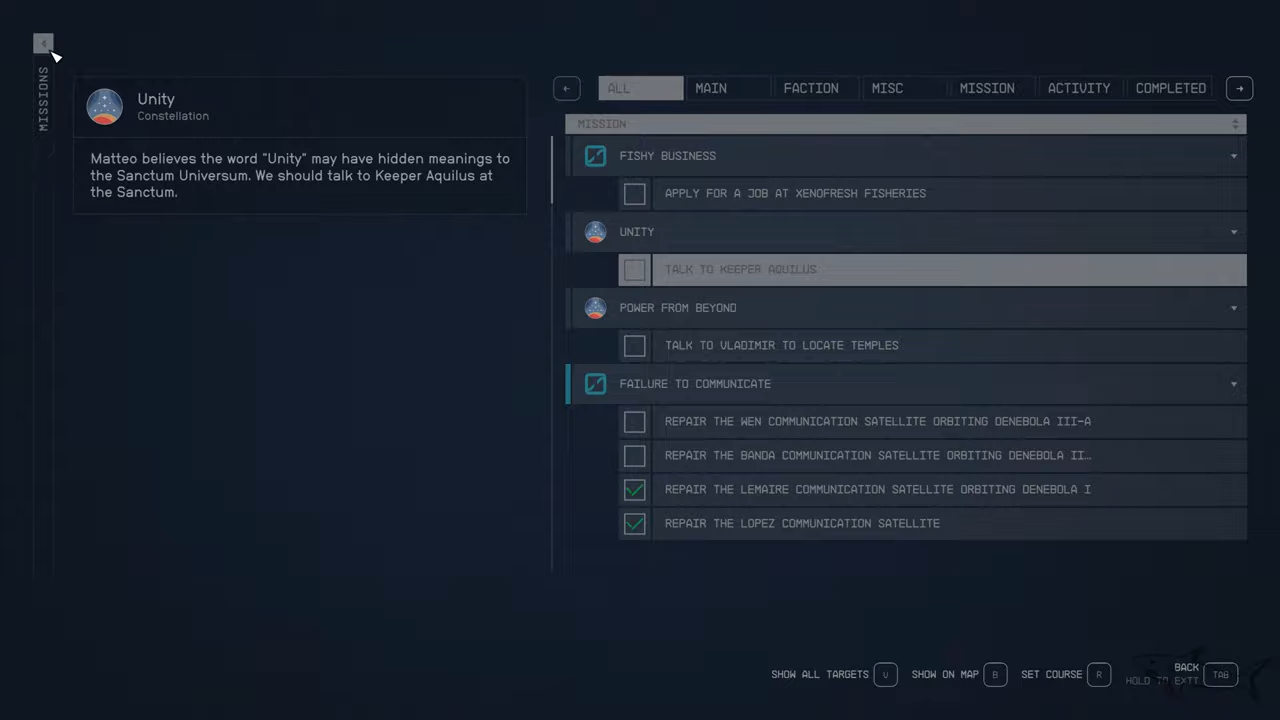 MISSIONS
Unity
Constellation
Matteo believes the word "Unity" may have hidden meanings to
the Sanctum Universum. We should talk to Keeper Aquilus at
the Sanctum.
ALL MAIN FACTION MISC MISSION ACTIVITY COMPLETED
MISSION
FISHY BUSINESS
APPLY FOR A JOB AT XENOFRESH FISHERIES
UNITY
TALK TO KEEPER AQUILUS
POWER FROM BEYOND
TALK TO VLADIMIR TO LOCATE TEMPLES
FAILURE TO COMMUNICATE
REPAIR THE WEN COMMUNICATION SATELLITE ORBITING DENEBOLA III-A
REPAIR THE BANDA COMMUNICATION SATELLITE ORBITING DENEBOLA II…
REPAIR THE LEMAIRE COMMUNICATION SATELLITE ORBITING DENEBOLA I
REPAIR THE LOPEZ COMMUNICATION SATELLITE
SHOW ALL TARGETS V SHOW ON MAP B SET COURSE R BACK TAB
HOLD TO EXIT